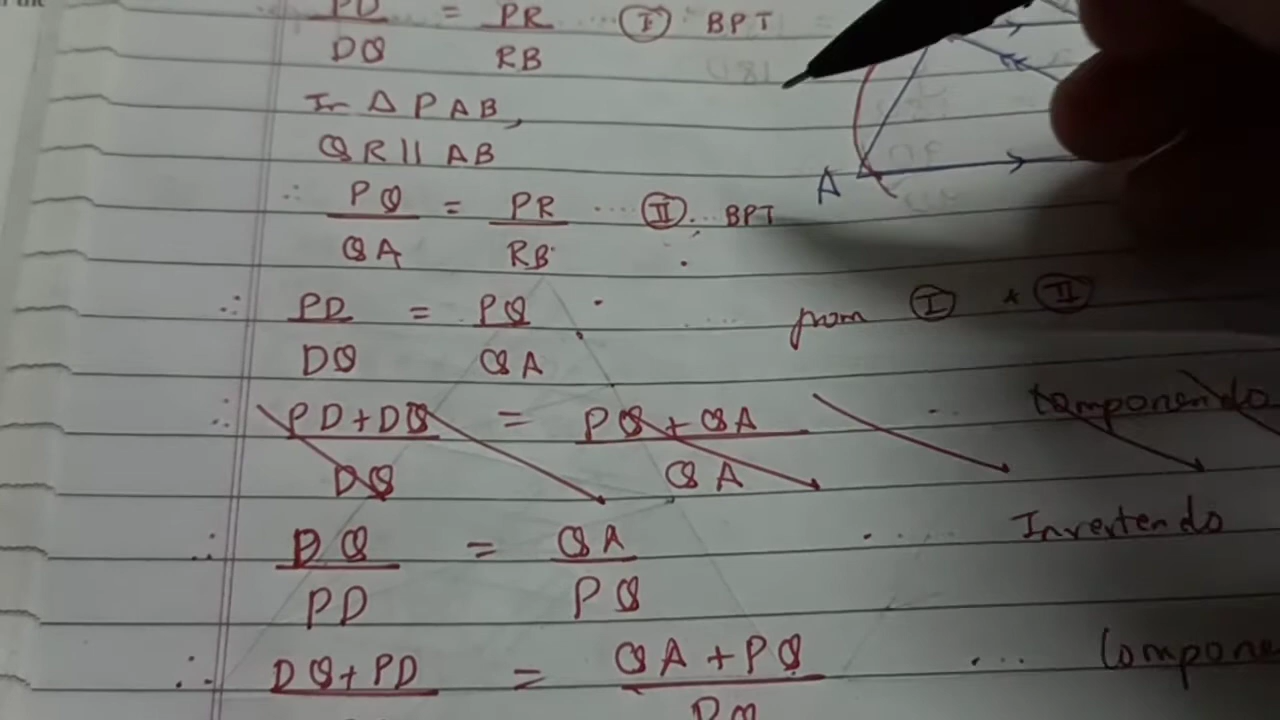 PD = PR ... (I) BPT
DQ RB
In Δ PAB,
QR || AB
∴ PQ = PR .... (II) ... BPT
QA RB
A
∴ PD = PQ .... from (I) & (II)
DQ QA
∴ PD+DQ = PQ+QA .. Componendo
DQ QA
∴ DQ = QA ..... Invertendo
PD PQ
∴ DQ+PD = QA+PQ ... Compone